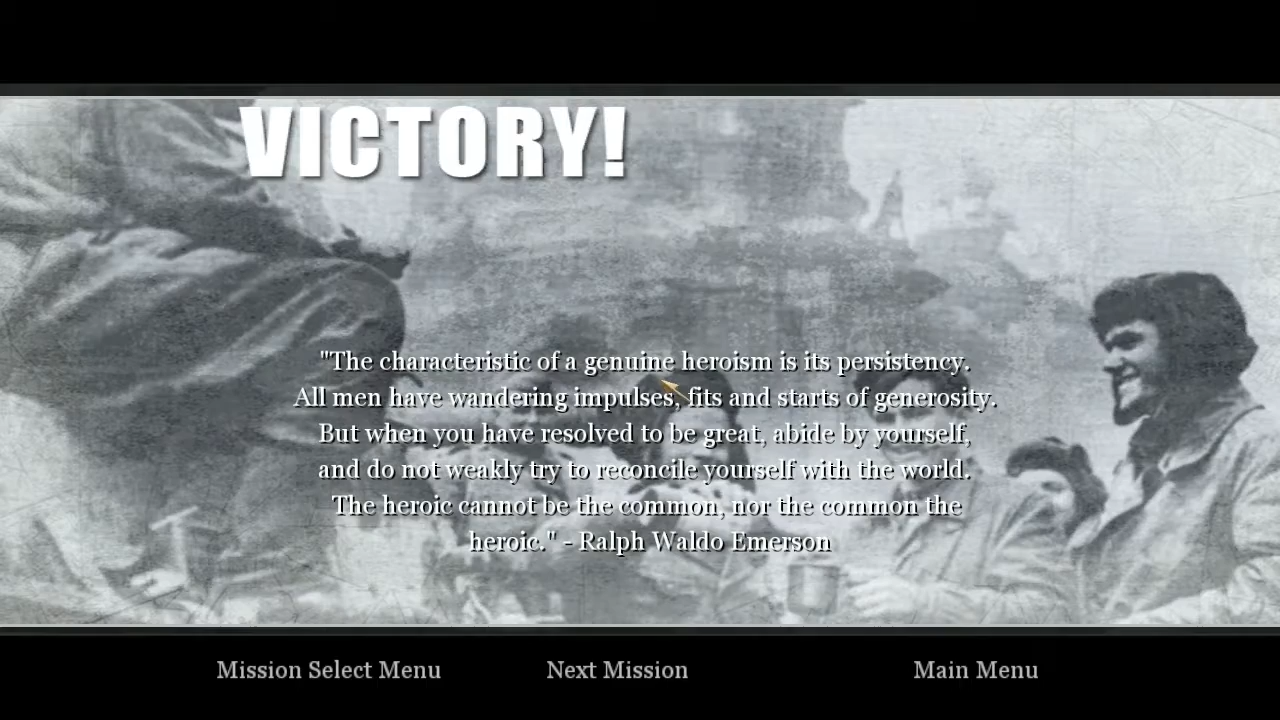 VICTORY!
"The characteristic of a genuine heroism is its persistency.
All men have wandering impulses, fits and starts of generosity.
But when you have resolved to be great, abide by yourself,
and do not weakly try to reconcile yourself with the world.
The heroic cannot be the common, nor the common the
heroic." - Ralph Waldo Emerson
Mission Select Menu
Next Mission
Main Menu